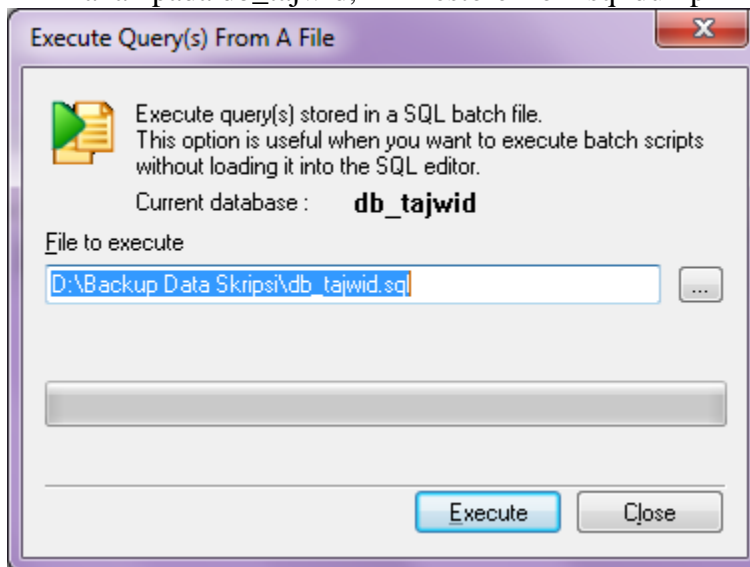 pada db_tajwid,
Execute Query(s) From A File
Execute query(s) stored in a SQL batch file.
This option is useful when you want to execute batch scripts
without loading it into the SQL editor.
Current database : db_tajwid
File to execute
D:\Backup Data Skripsi\db_tajwid.sql
...
Execute Close